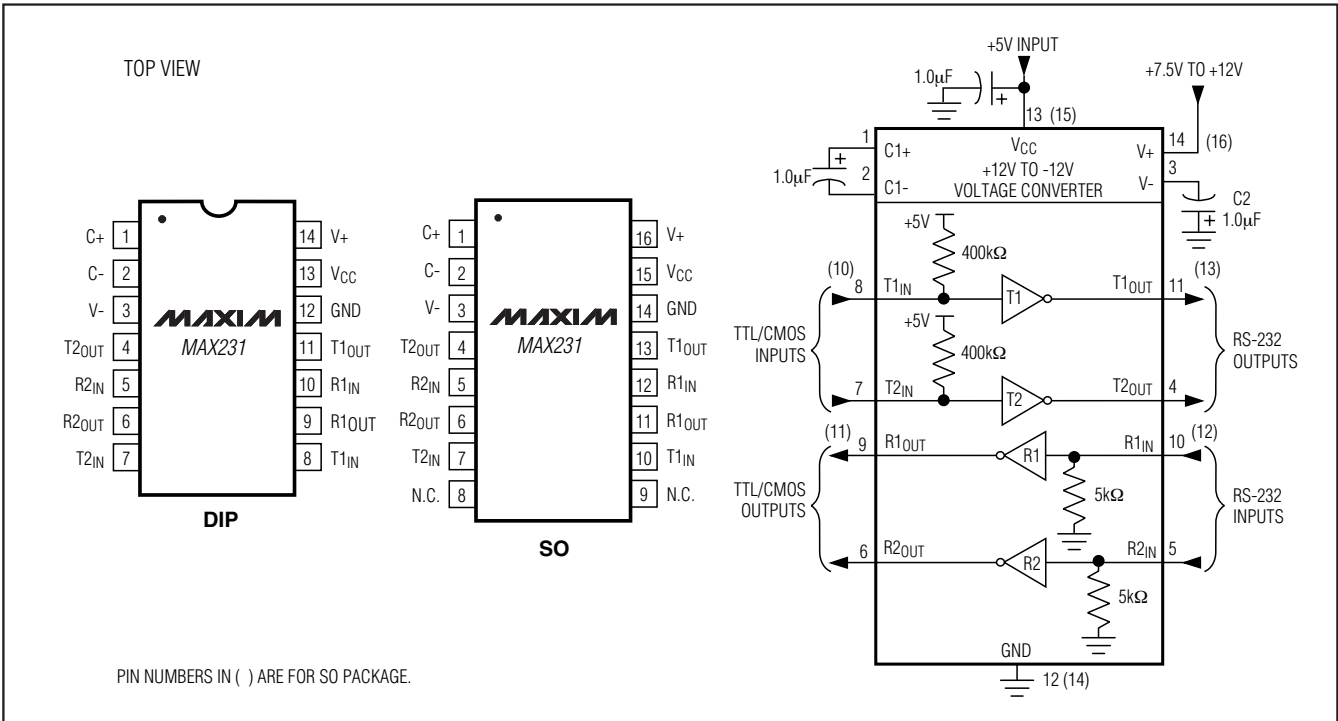 TOP VIEW
C+ 1
C- 2
V- 3
T2OUT 4
R2IN 5
R2OUT 6
T2IN 7
14 V+
13 VCC
12 GND
11 T1OUT
10 R1IN
9 R1OUT
8 T1IN
MAXIM
MAX231
DIP
C+ 1
C- 2
V- 3
T2OUT 4
R2IN 5
R2OUT 6
T2IN 7
N.C. 8
16 V+
15 VCC
14 GND
13 T1OUT
12 R1IN
11 R1OUT
10 T1IN
9 N.C.
MAXIM
MAX231
SO
+5V INPUT
+7.5V TO +12V
1.0µF
+
13 (15)
1
C1+
VCC
V+
14
(16)
+
1.0µF
2
C1-
+12V TO -12V
VOLTAGE CONVERTER
V-
3
C2
+
1.0µF
+5V
400kΩ
(10)
8
T1IN
T1
T1OUT
11
(13)
TTL/CMOS
INPUTS
+5V
400kΩ
RS-232
OUTPUTS
7
T2IN
T2
T2OUT
4
(11)
9
R1OUT
R1
R1IN
10
(12)
TTL/CMOS
OUTPUTS
5kΩ
RS-232
INPUTS
6
R2OUT
R2
R2IN
5
5kΩ
GND
12 (14)
PIN NUMBERS IN ( ) ARE FOR SO PACKAGE.